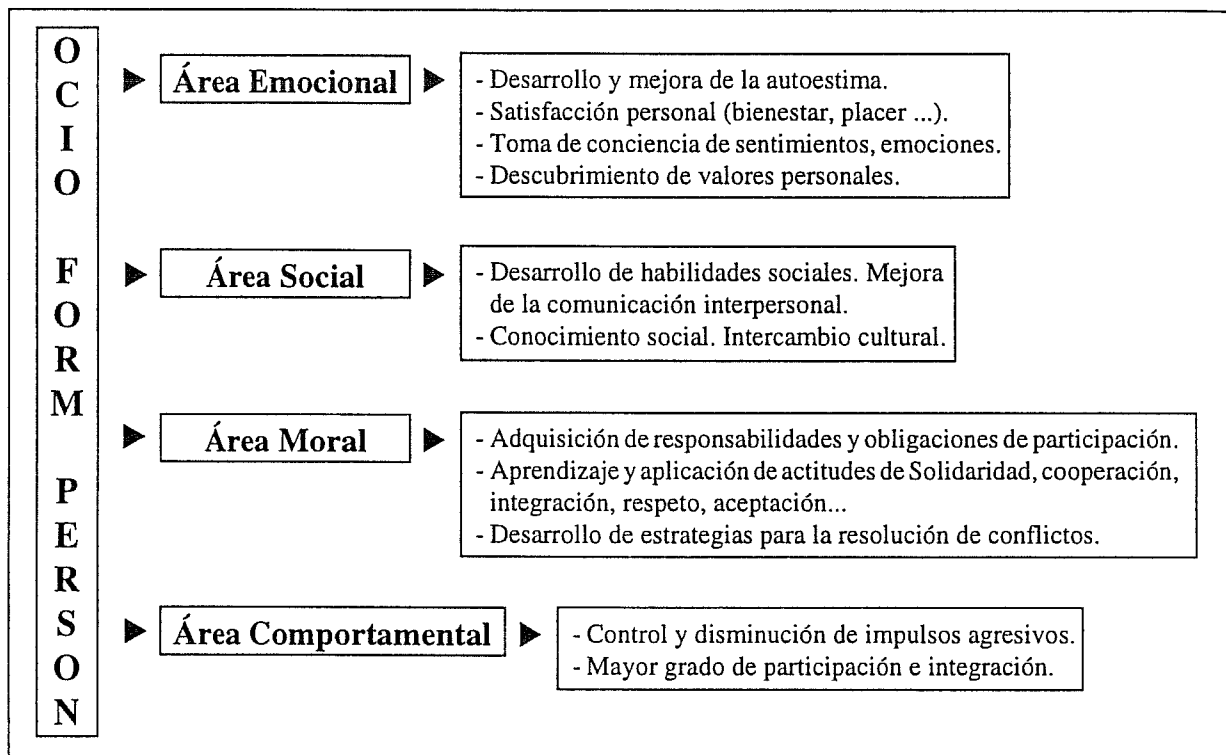 OCIO FORM PERSON
Área Emocional
- Desarrollo y mejora de la autoestima.
- Satisfacción personal (bienestar, placer ...).
- Toma de conciencia de sentimientos, emociones.
- Descubrimiento de valores personales.
Área Social
- Desarrollo de habilidades sociales. Mejora
de la comunicación interpersonal.
- Conocimiento social. Intercambio cultural.
Área Moral
- Adquisición de responsabilidades y obligaciones de participación.
- Aprendizaje y aplicación de actitudes de Solidaridad, cooperación,
integración, respeto, aceptación...
- Desarrollo de estrategias para la resolución de conflictos.
Área Comportamental
- Control y disminución de impulsos agresivos.
- Mayor grado de participación e integración.